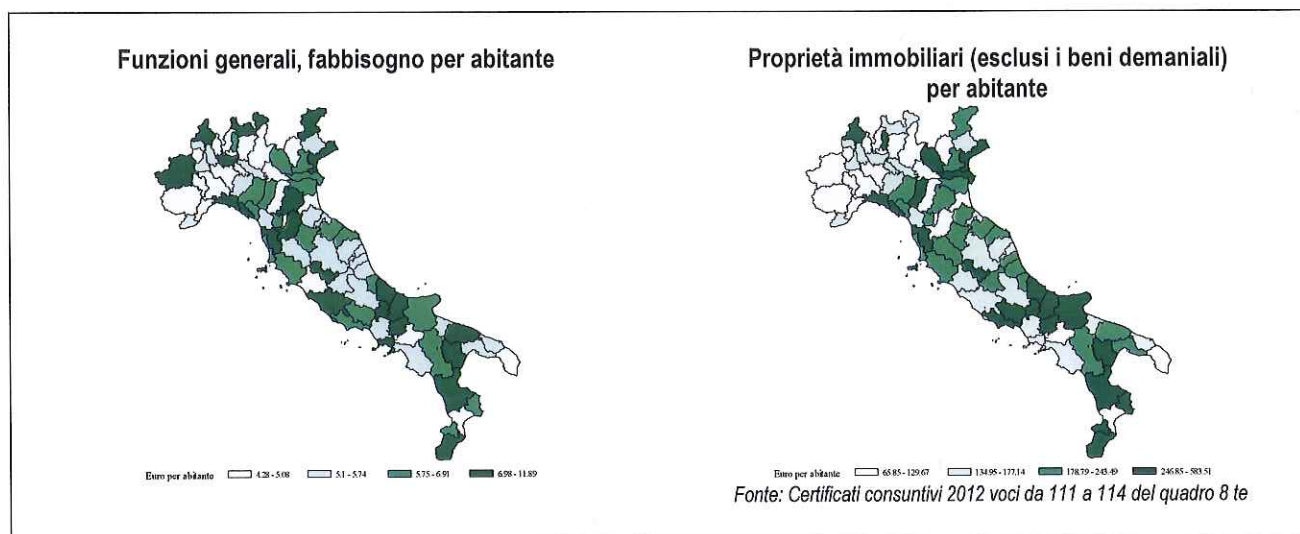 Funzioni generali, fabbisogno per abitante
Euro per abitante 4.28 - 5.08 5.1 - 5.74 5.75 - 6.91 6.98 - 11.89
Proprietà immobiliari (esclusi i beni demaniali)
per abitante
Euro per abitante 65.85 - 129.67 134.95 - 177.14 178.79 - 243.49 246.85 - 583.51
Fonte: Certificati consuntivi 2012 voci da 111 a 114 del quadro 8 te